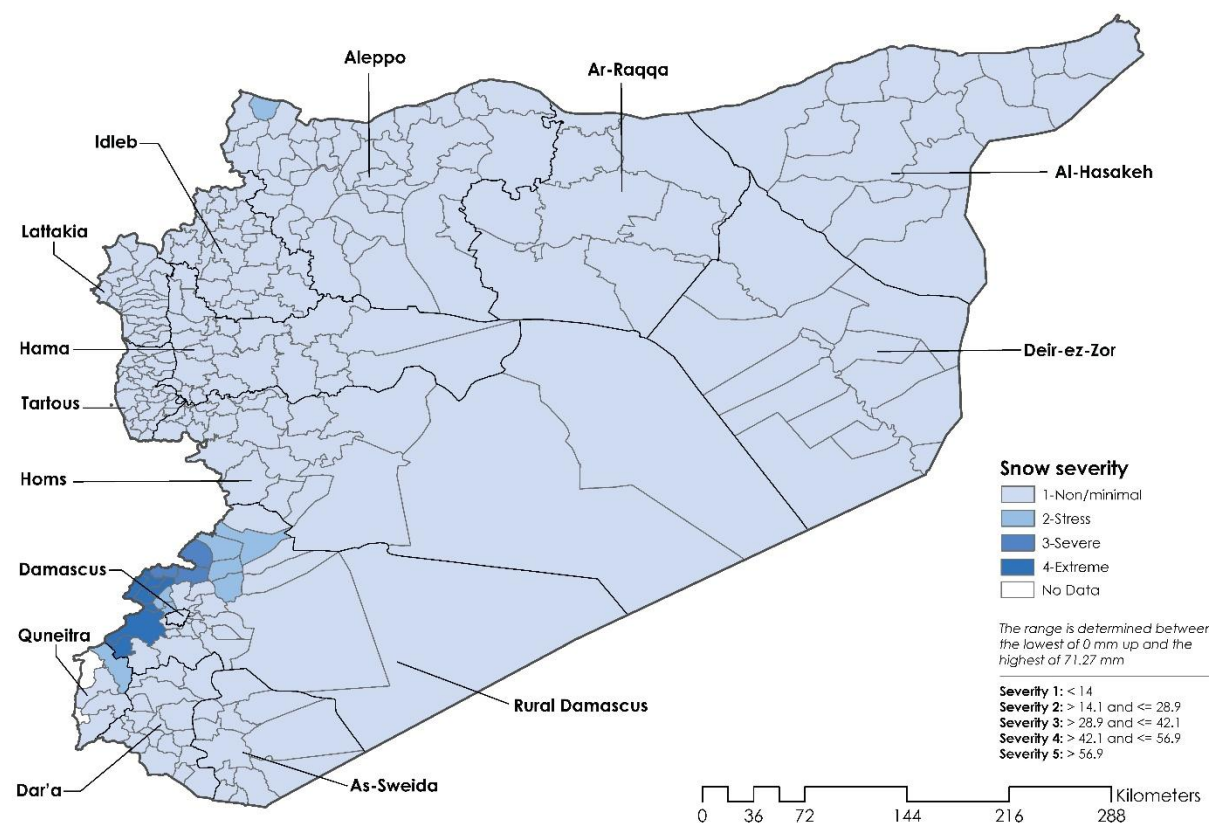 Aleppo
Ar-Raqqa
Idleb
Al-Hasakeh
Lattakia
Hama
Deir-ez-Zor
Tartous
Homs
Damascus
Quneitra
Rural Damascus
Dar'a
As-Sweida
Snow severity
1-Non/minimal
2-Stress
3-Severe
4-Extreme
No Data
The range is determined between
the lowest of 0 mm up and the
highest of 71.27 mm
Severity 1: < 14
Severity 2: > 14.1 and <= 28.9
Severity 3: > 28.9 and <= 42.1
Severity 4: > 42.1 and <= 56.9
Severity 5: > 56.9
Kilometers
0 36 72 144 216 288